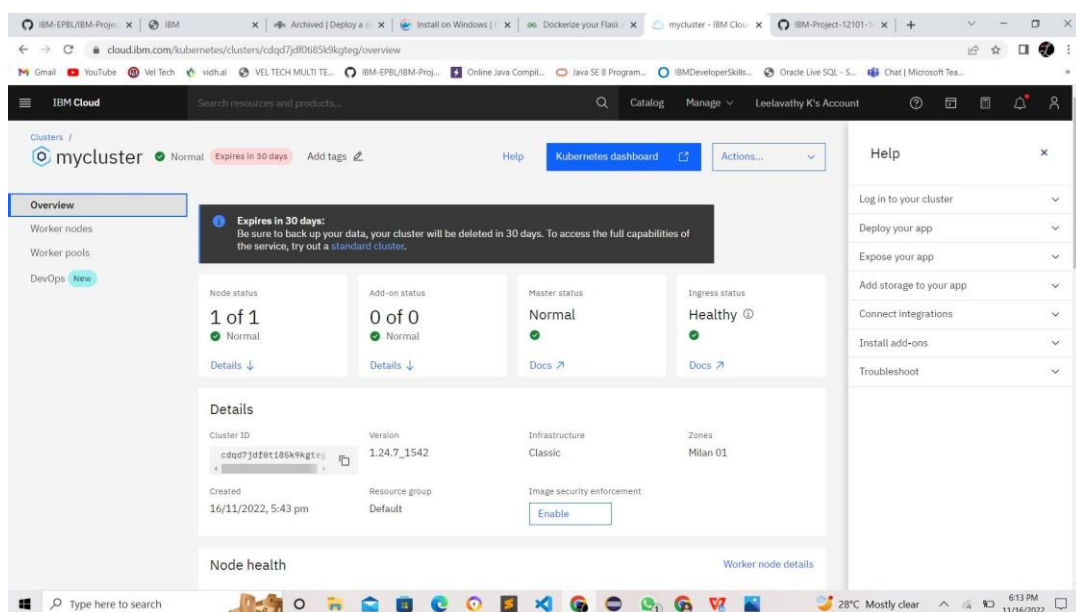 IBM-EPBL/IBM-Projec
IBM
Archived | Deploy a
Install on Windows |
Dockerize your Flask
mycluster - IBM Clou
IBM-Project-12101-
cloud.ibm.com/kubernetes/clusters/cdqd7jdf0ti85k9kgteg/overview
Gmail
YouTube
Vel Tech
vidhai
VEL TECH MULTI TE...
IBM-EPBL/IBM-Proj...
Online Java Compil...
Java SE 8 Program...
IBMDeveloperSkills...
Oracle Live SQL - S...
Chat | Microsoft Tea...
IBM Cloud
Search resources and products...
Catalog
Manage
Leelavathy K's Account
Clusters /
mycluster
Normal
Expires in 30 days
Add tags
Help
Kubernetes dashboard
Actions...
Overview
Worker nodes
Worker pools
DevOps New
Expires in 30 days:
Be sure to back up your data, your cluster will be deleted in 30 days. To access the full capabilities of
the service, try out a standard cluster.
Node status
1 of 1
Normal
Details
Add-on status
0 of 0
Normal
Details
Master status
Normal
Docs
Ingress status
Healthy
Docs
Details
Cluster ID
cdqd7jdf0ti85k9kgteg
Version
1.24.7_1542
Infrastructure
Classic
Zones
Milan 01
Created
16/11/2022, 5:43 pm
Resource group
Default
Image security enforcement
Enable
Node health
Worker node details
Help
Log in to your cluster
Deploy your app
Expose your app
Add storage to your app
Connect integrations
Install add-ons
Troubleshoot
Type here to search
28°C Mostly clear
6:13 PM
11/16/2022